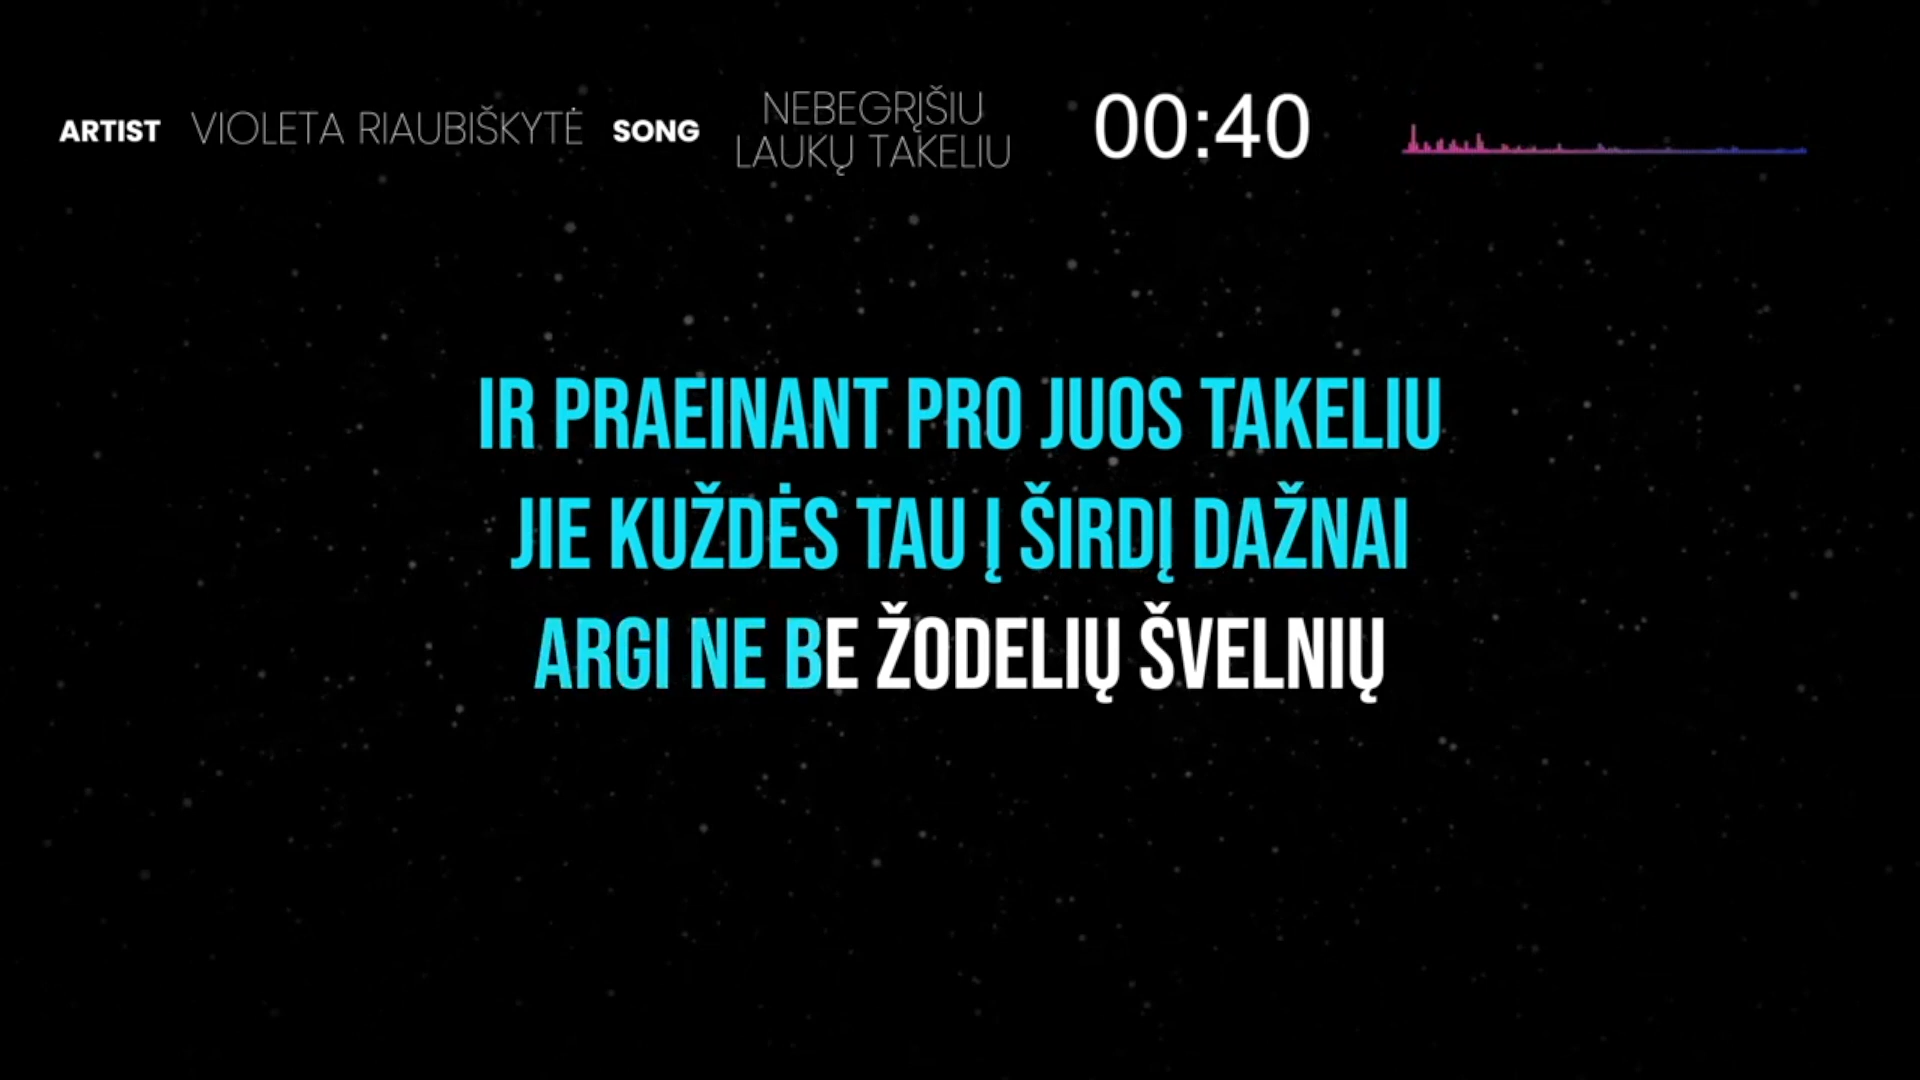 ARTIST VIOLETA RIAUBIŠKYTĖ SONG NEBEGRĮŠIU
LAUKŲ TAKELIU
00:40
IR PRAEINANT PRO JUOS TAKELIU
JIE KUŽDĖS TAU Į ŠIRDĮ DAŽNAI
ARGI NE BE ŽODELIŲ ŠVELNIŲ